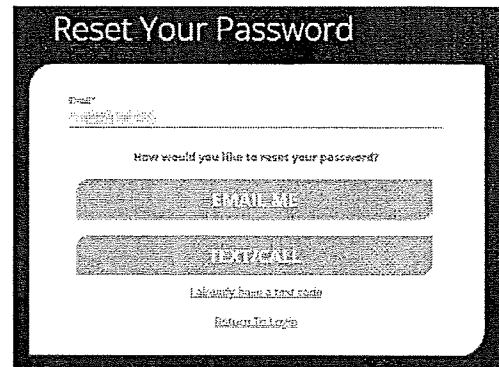 Reset Your Password
Email*
How would you like to reset your password?
EMAIL ME
TEXT/CALL
I already have a text code
Return To Login